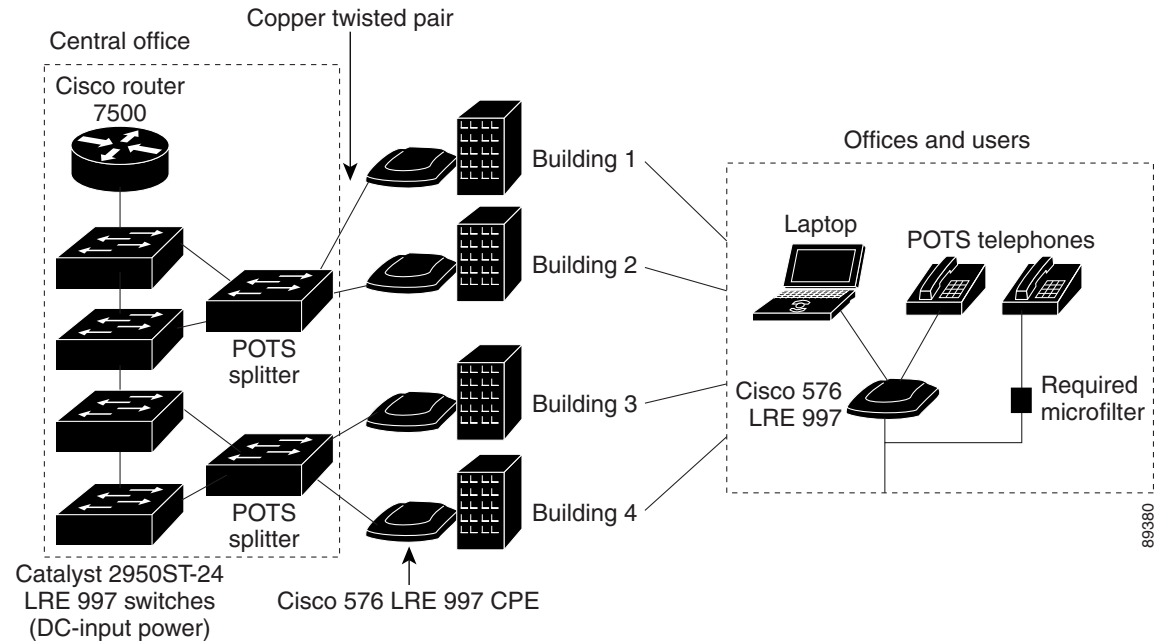 Copper twisted pair
Central office
Cisco router
7500
Building 1
Building 2
Building 3
Building 4
POTS
splitter
POTS
splitter
Catalyst 2950ST-24
LRE 997 switches
(DC-input power)
Cisco 576 LRE 997 CPE
Offices and users
Laptop
POTS telephones
Cisco 576
LRE 997
Required
microfilter
89380